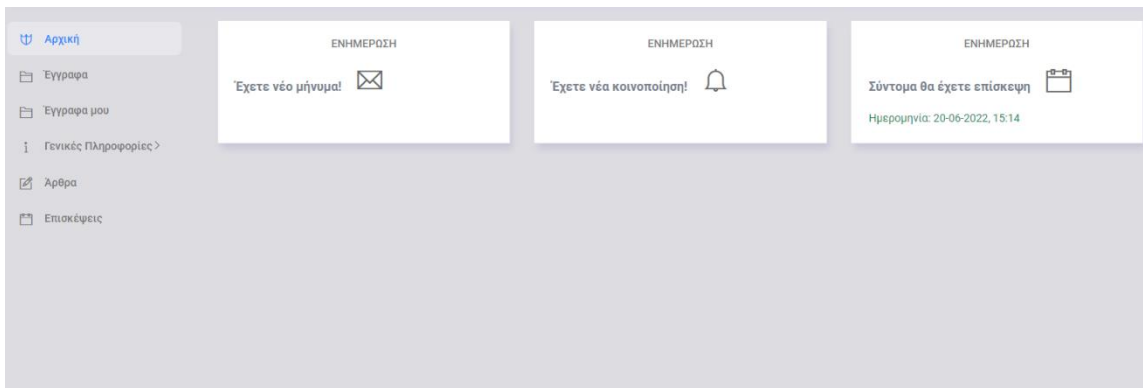 Αρχική
Έγγραφα
Έγγραφα μου
Γενικές Πληροφορίες >
Άρθρα
Επισκέψεις
ΕΝΗΜΕΡΩΣΗ
Έχετε νέο μήνυμα!
ΕΝΗΜΕΡΩΣΗ
Έχετε νέα κοινοποίηση!
ΕΝΗΜΕΡΩΣΗ
Σύντομα θα έχετε επίσκεψη
Ημερομηνία: 20-06-2022, 15:14